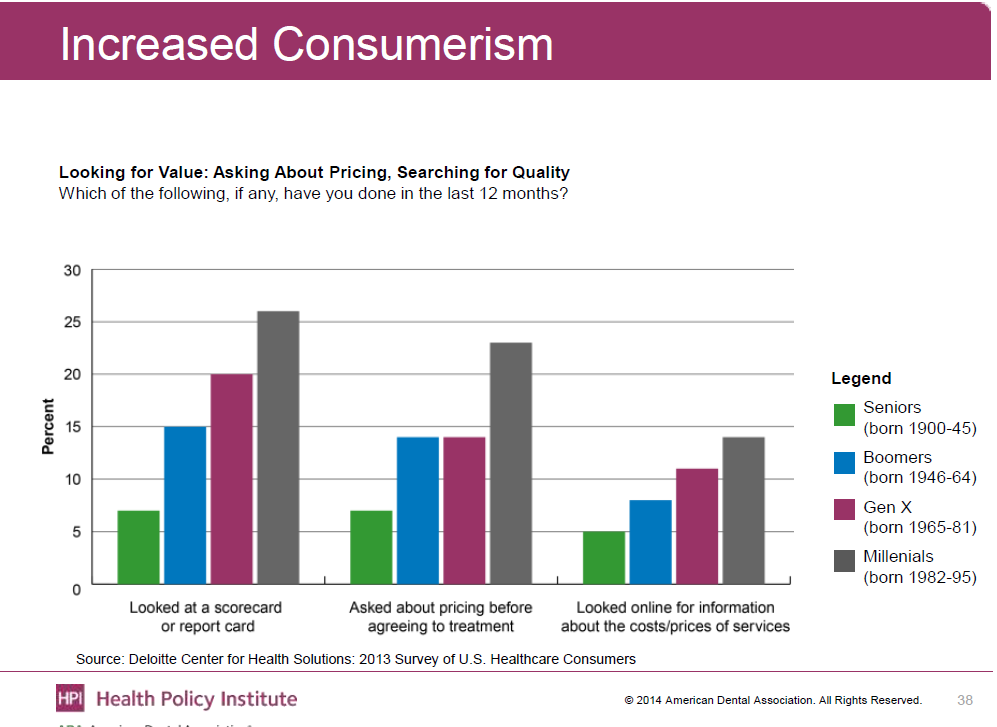 Increased Consumerism
Looking for Value: Asking About Pricing, Searching for Quality
Which of the following, if any, have you done in the last 12 months?
30
25
20
15
10
5
0
Percent
Looked at a scorecard
or report card
Asked about pricing before
agreeing to treatment
Looked online for information
about the costs/prices of services
Legend
Seniors
(born 1900-45)
Boomers
(born 1946-64)
Gen X
(born 1965-81)
Millenials
(born 1982-95)
Source: Deloitte Center for Health Solutions: 2013 Survey of U.S. Healthcare Consumers
HPI Health Policy Institute
© 2014 American Dental Association. All Rights Reserved.
38